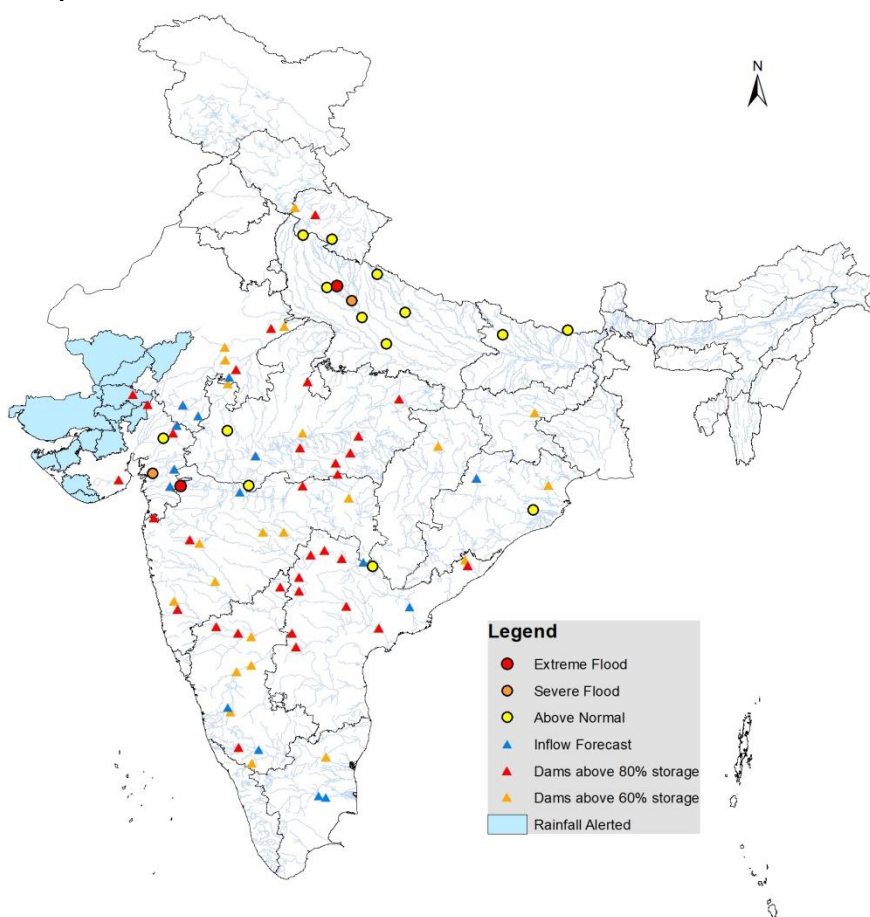 N
Legend
Extreme Flood
Severe Flood
Above Normal
Inflow Forecast
Dams above 80% storage
Dams above 60% storage
Rainfall Alerted